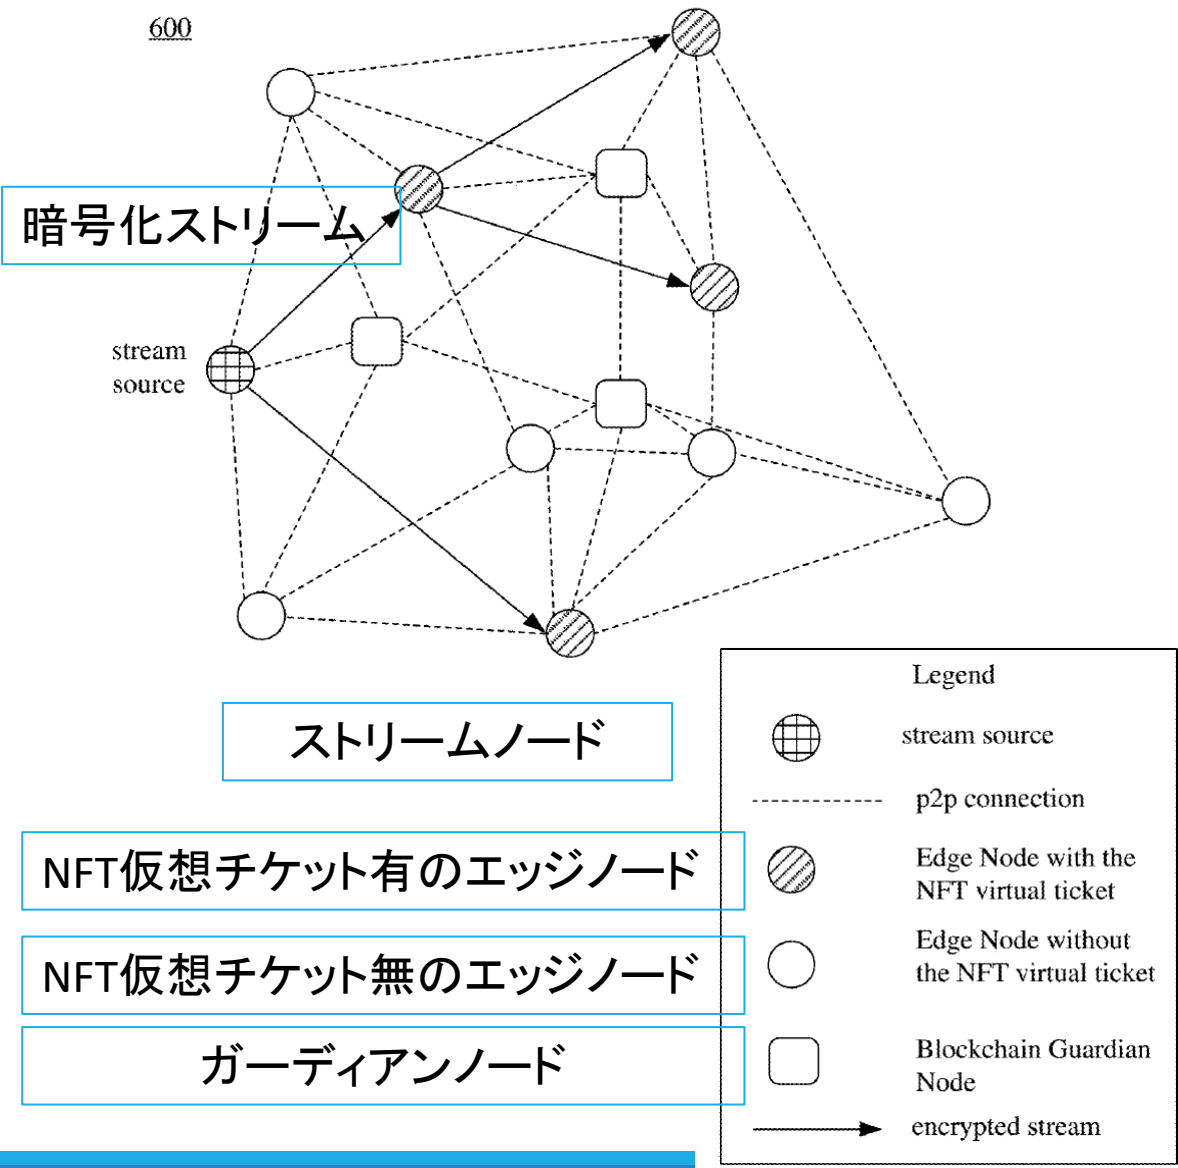 600
暗号化ストリーム
stream
source
ストリームノード
NFT仮想チケット有のエッジノード
NFT仮想チケット無のエッジノード
ガーディアンノード
Legend
stream source
p2p connection
Edge Node with the
NFT virtual ticket
Edge Node without
the NFT virtual ticket
Blockchain Guardian
Node
encrypted stream